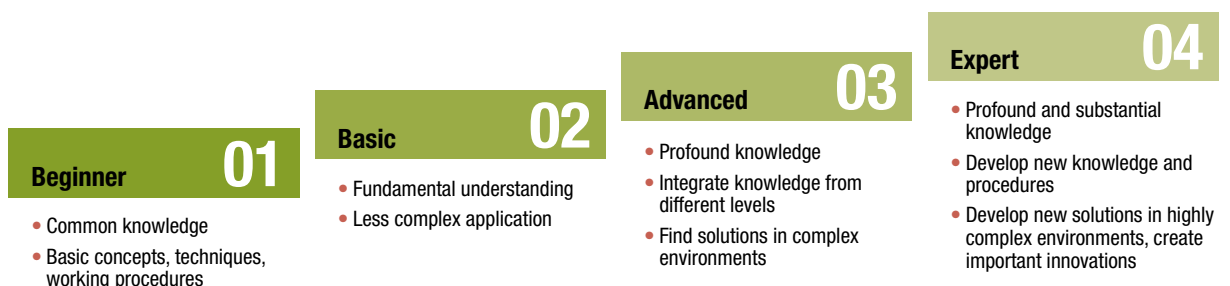 Beginner 01
• Common knowledge
• Basic concepts, techniques,
working procedures
Basic 02
• Fundamental understanding
• Less complex application
Advanced 03
• Profound knowledge
• Integrate knowledge from
different levels
• Find solutions in complex
environments
Expert 04
• Profound and substantial
knowledge
• Develop new knowledge and
procedures
• Develop new solutions in highly
complex environments, create
important innovations